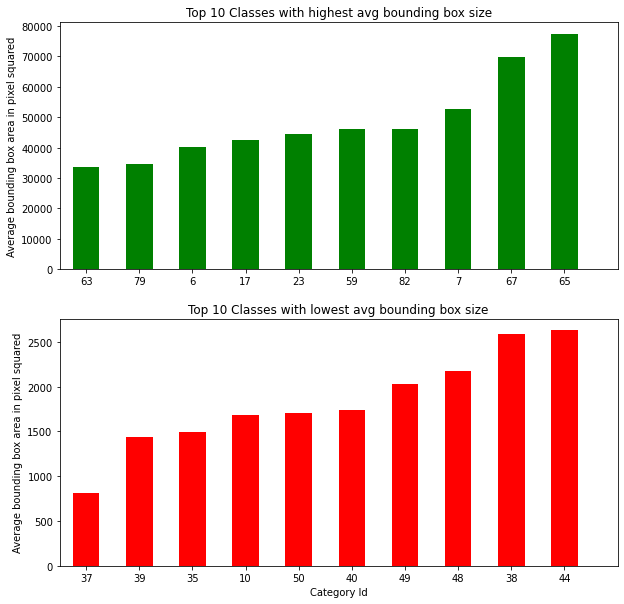 Top 10 Classes with highest avg bounding box size
Average bounding box area in pixel squared
80000
70000
60000
50000
40000
30000
20000
10000
0
63 79 6 17 23 59 82 7 67 65
Top 10 Classes with lowest avg bounding box size
Average bounding box area in pixel squared
2500
2000
1500
1000
500
0
37 39 35 10 50 40 49 48 38 44
Category Id